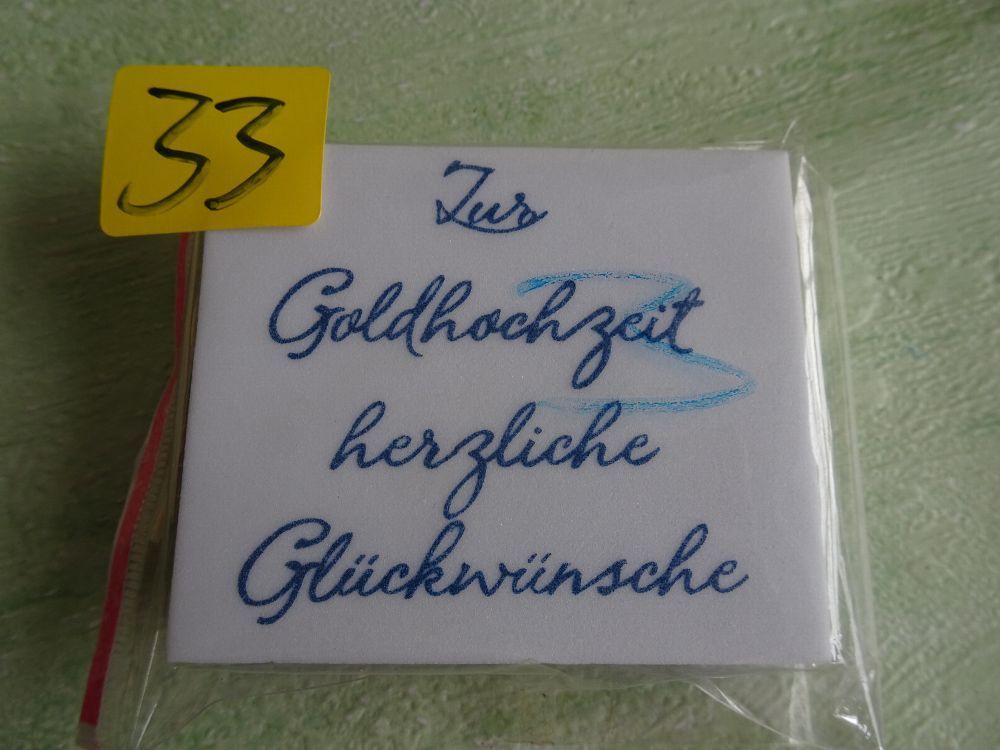 33
Zur
Goldhochzeit
herzliche
Glückwünsche